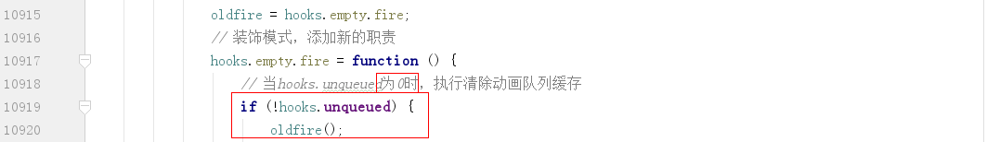 10915 oldfire = hooks.empty.fire;
10916 // 装饰模式，添加新的职责
10917 hooks.empty.fire = function () {
10918 // 当hooks.unqueued为0时，执行清除动画队列缓存
10919 if (!hooks.unqueued) {
10920 oldfire();